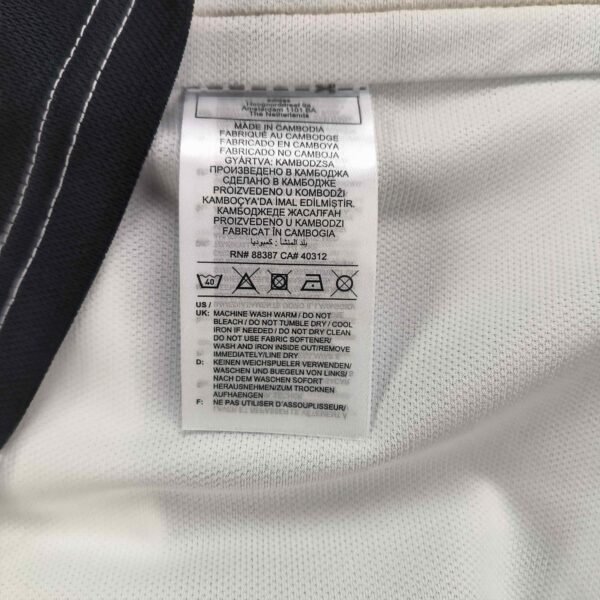 adidas
Hoogoorddreef 9a
Amsterdam 1101 BA
The Netherlands
MADE IN CAMBODIA
FABRIQUÉ AU CAMBODGE
FABRICADO EN CAMBOYA
FABRICADO NO CAMBOJA
GYÁRTVA: KAMBODZSA
ПРОИЗВЕДЕНО В КАМБОДЖА
СДЕЛАНО В КАМБОДЖЕ
PROIZVEDENO U KOMBODŽI
KAMBOÇYA'DA İMAL EDİLMİŞTİR.
КАМБОДЖЕДЕ ЖАСАЛҒАН
PROIZVEDENO U KAMBODZI
FABRICAT ÎN CAMBOGIA
بلد المنشأ : كمبوديا
RN# 88387 CA# 40312
40
US /
UK: MACHINE WASH WARM / DO NOT
BLEACH / DO NOT TUMBLE DRY / COOL
IRON IF NEEDED / DO NOT DRY CLEAN
DO NOT USE FABRIC SOFTENER/
WASH AND IRON INSIDE OUT/REMOVE
IMMEDIATELY/LINE DRY
D: KEINEN WEICHSPUELER VERWENDEN/
WASCHEN UND BUEGELN VON LINKS/
NACH DEM WASCHEN SOFORT
HERAUSNEHMEN/ZUM TROCKNEN
AUFHAENGEN
F: NE PAS UTILISER D'ASSOUPLISSEUR/